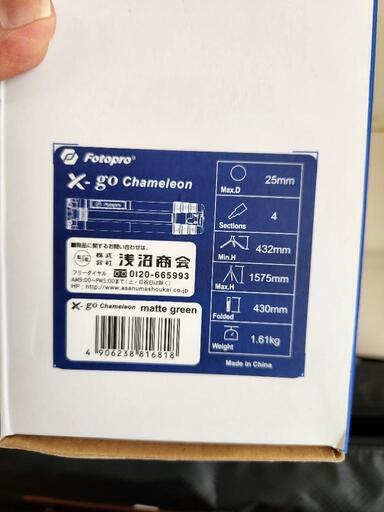 Fotopro®
X-go Chameleon
Max.D
25mm
Sections
4
Min.H
432mm
Max.H
1575mm
Folded
430mm
Weight
1.61kg
Made in China
■商品に関するお問い合わせは、
株式会社 浅沼商会
フリーダイヤル 0120-665993
AM9:00~PM5:00まで(土・日祝日は除く)
HP:http://www.asanumashoukai.co.jp
X-go Chameleon matte green
4 906238 816818